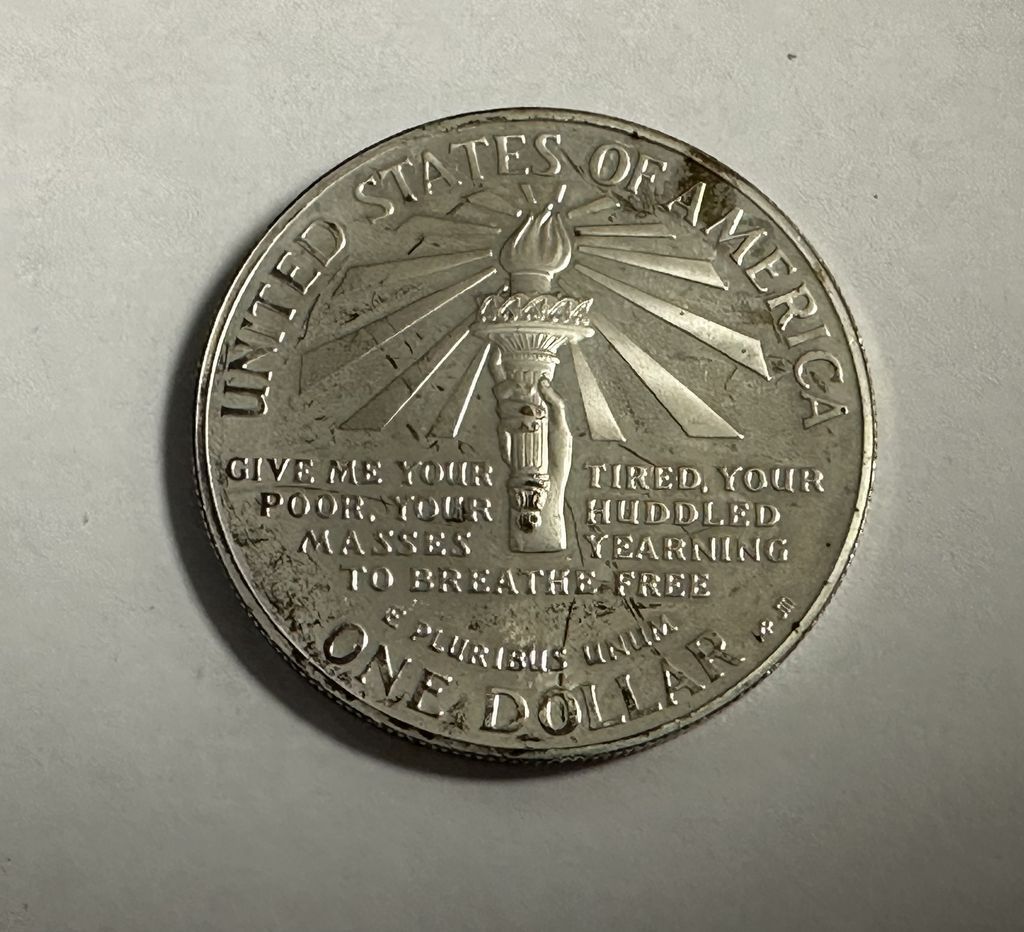 UNITED STATES OF AMERICA
GIVE ME YOUR TIRED, YOUR
POOR, YOUR HUDDLED
MASSES YEARNING
TO BREATHE FREE
E PLURIBUS UNUM
ONE DOLLAR